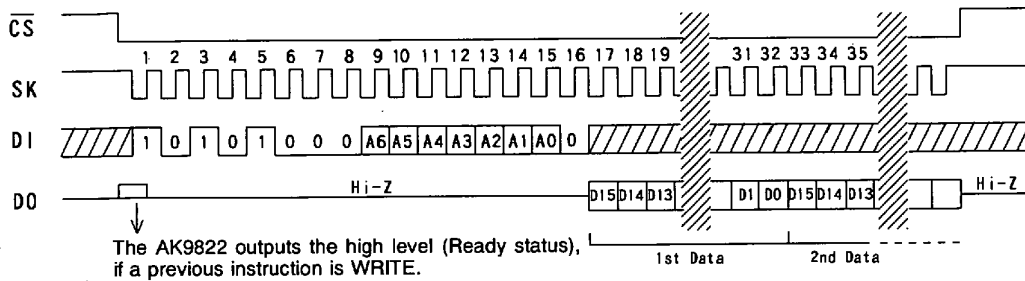 CS
1 2 3 4 5 6 7 8 9 10 11 12 13 14 15 16 17 18 19 31 32 33 34 35
SK
DI 1 0 1 0 1 0 0 0 A6 A5 A4 A3 A2 A1 A0 0
DO Hi-Z D15 D14 D13 D1 D0 D15 D14 D13 Hi-Z
The AK9822 outputs the high level (Ready status),
if a previous instruction is WRITE.
1st Data 2nd Data